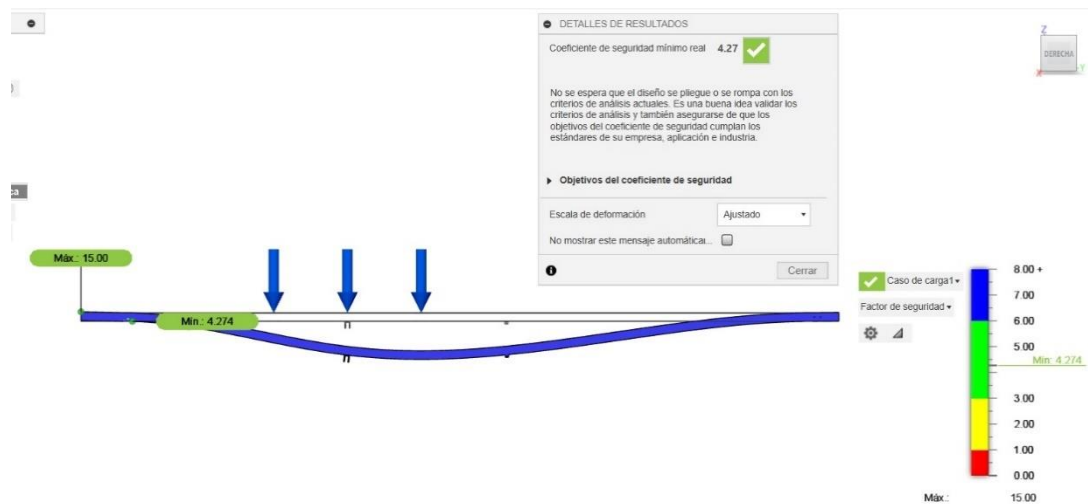 DETALLES DE RESULTADOS
Coeficiente de seguridad mínimo real 4.27
No se espera que el diseño se pliegue o se rompa con los
criterios de análisis actuales. Es una buena idea validar los
criterios de análisis y también asegurarse de que los
objetivos del coeficiente de seguridad cumplan los
estándares de su empresa, aplicación e industria.
Objetivos del coeficiente de seguridad
Escala de deformación Ajustado
No mostrar este mensaje automáticar...
Cerrar
Z
DERECHA
X
Y
ca
Máx.: 15.00
Mín.: 4.274
Caso de carga1
Factor de seguridad
8.00 +
7.00
6.00
5.00
Mín: 4.274
3.00
2.00
1.00
0.00
Máx.: 15.00